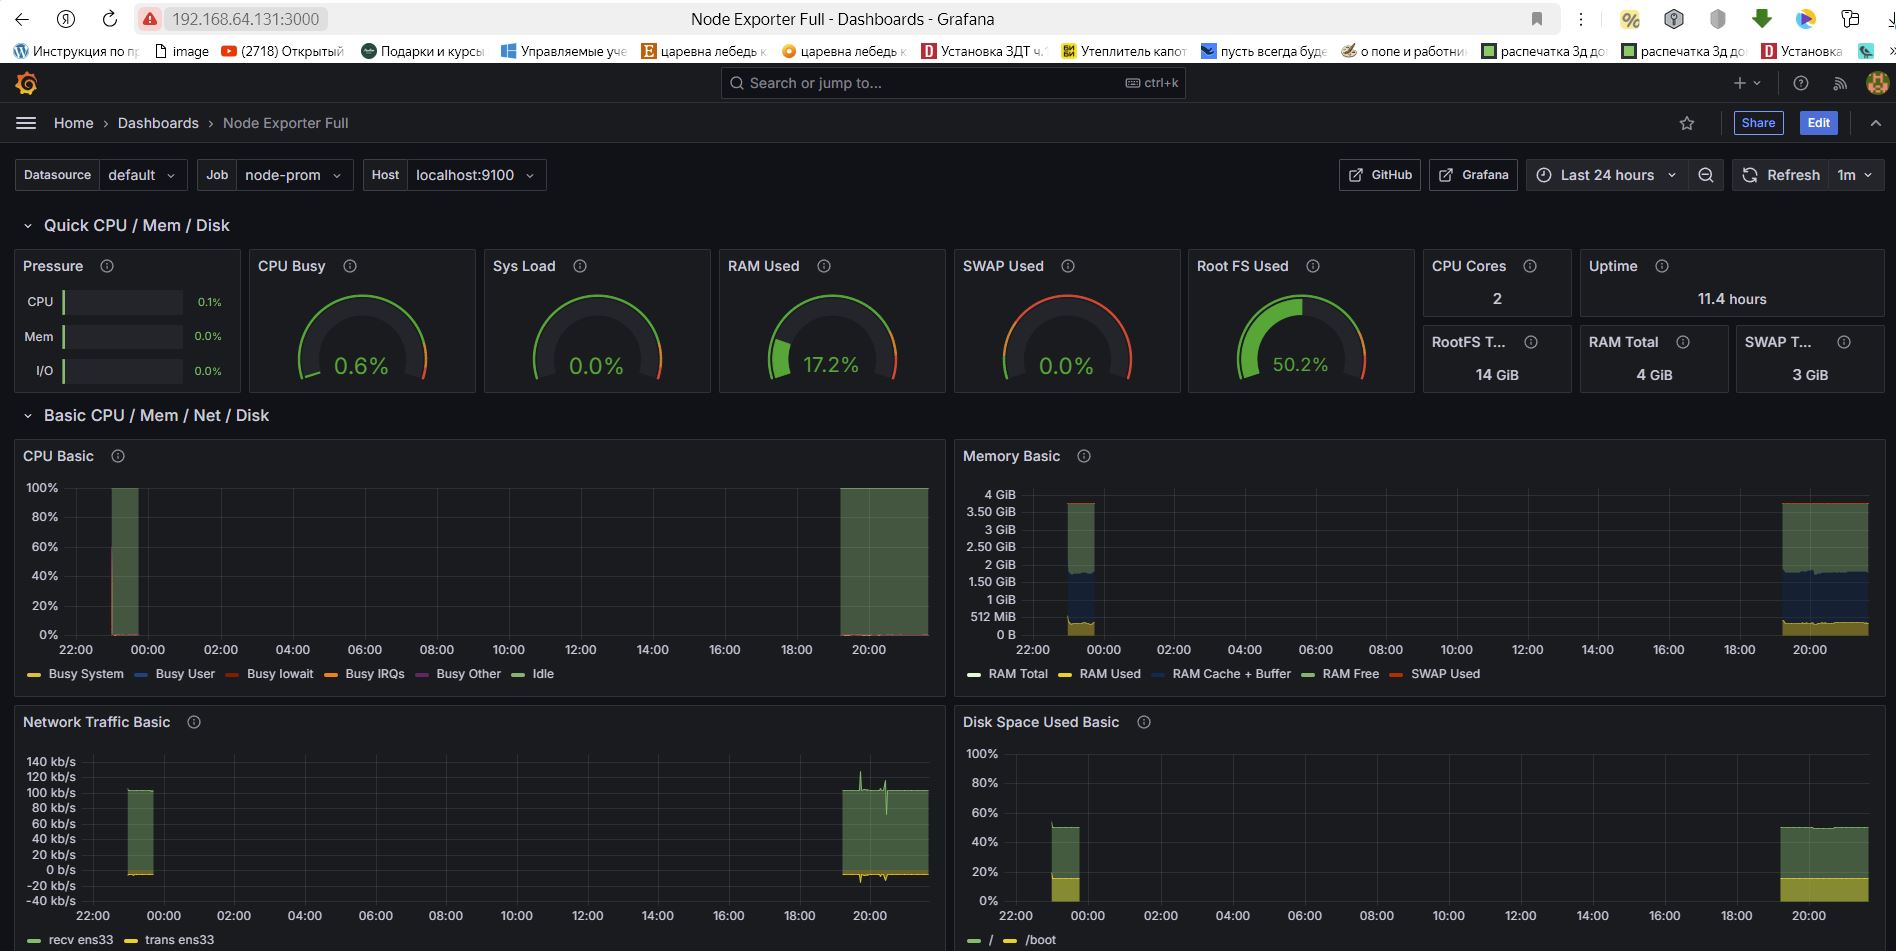 192.168.64.131:3000
Node Exporter Full - Dashboards - Grafana
Инструкция по пр
image
(2718) Открытый
Подарки и курсы
Управляемые уче
царевна лебедь к
царевна лебедь к
Установка ЗДТ ч.
Утеплитель капот
пусть всегда буде
о попе и работни
распечатка 3д до
распечатка 3д до
Установка
Search or jump to...
ctrl+k
Home › Dashboards › Node Exporter Full
Share
Edit
Datasource default
Job node-prom
Host localhost:9100
GitHub
Grafana
Last 24 hours
Refresh 1m
Quick CPU / Mem / Disk
Pressure
CPU 0.1%
Mem 0.0%
I/O 0.0%
CPU Busy
0.6%
Sys Load
0.0%
RAM Used
17.2%
SWAP Used
0.0%
Root FS Used
50.2%
CPU Cores
2
Uptime
11.4 hours
RootFS T...
14 GiB
RAM Total
4 GiB
SWAP T...
3 GiB
Basic CPU / Mem / Net / Disk
CPU Basic
100%
80%
60%
40%
20%
0%
22:00 00:00 02:00 04:00 06:00 08:00 10:00 12:00 14:00 16:00 18:00 20:00
Busy System Busy User Busy Iowait Busy IRQs Busy Other Idle
Memory Basic
4 GiB
3.50 GiB
3 GiB
2.50 GiB
2 GiB
1.50 GiB
1 GiB
512 MiB
0 B
22:00 00:00 02:00 04:00 06:00 08:00 10:00 12:00 14:00 16:00 18:00 20:00
RAM Total RAM Used RAM Cache + Buffer RAM Free SWAP Used
Network Traffic Basic
140 kb/s
120 kb/s
100 kb/s
80 kb/s
60 kb/s
40 kb/s
20 kb/s
0 b/s
-20 kb/s
-40 kb/s
22:00 00:00 02:00 04:00 06:00 08:00 10:00 12:00 14:00 16:00 18:00 20:00
recv ens33 trans ens33
Disk Space Used Basic
100%
80%
60%
40%
20%
0%
22:00 00:00 02:00 04:00 06:00 08:00 10:00 12:00 14:00 16:00 18:00 20:00
/ /boot